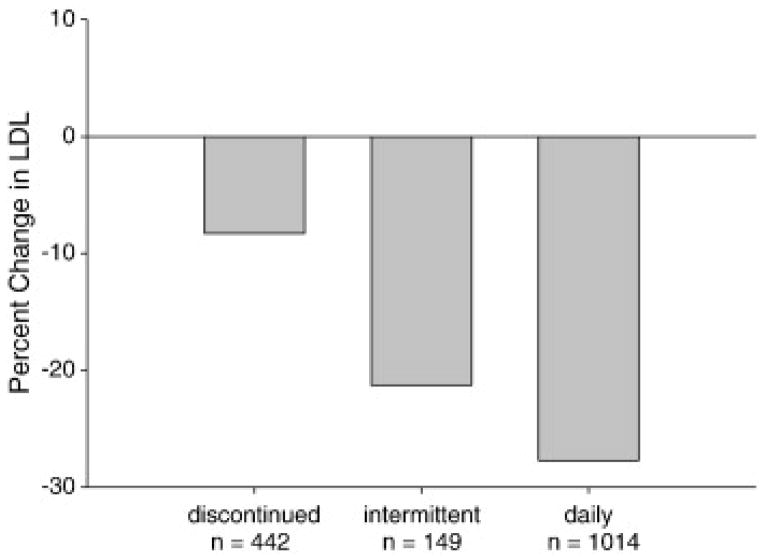 10
0
-10
-20
-30
Percent Change in LDL
discontinued
n = 442
intermittent
n = 149
daily
n = 1014